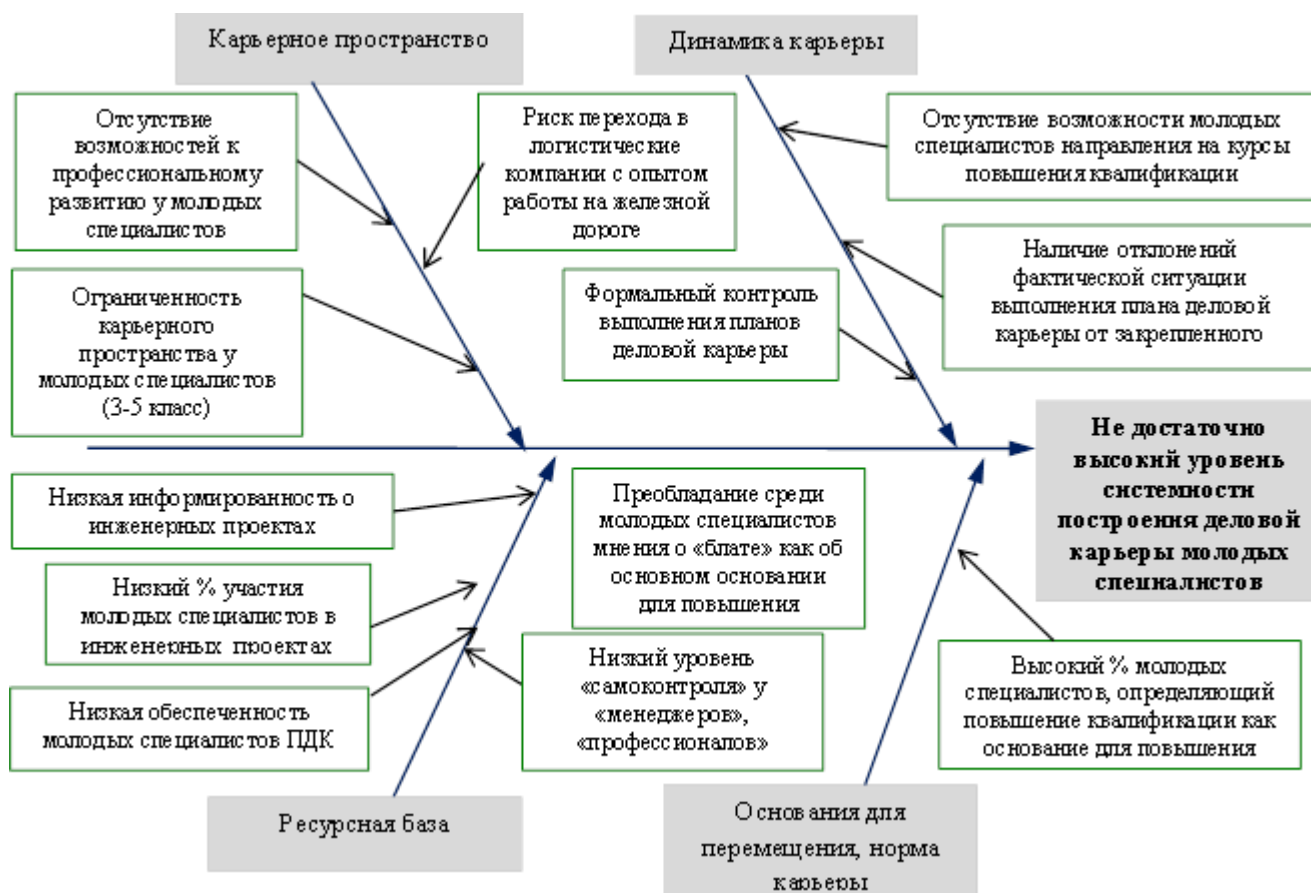 Карьерное пространство
Динамика карьеры
Отсутствие
возможностей к
профессиональному
развитию у молодых
специалистов
Риск перехода в
логистические
компании с опытом
работы на железной
дороге
Отсутствие возможности молодых
специалистов направления на курсы
повышения квалификации
Ограниченность
карьерного
пространства у
молодых специалистов
(3-5 класс)
Формальный контроль
выполнения планов
деловой карьеры
Наличие отклонений
фактической ситуации
выполнения плана деловой
карьеры от закрепленного
Не достаточно
высокий уровень
системности
построения деловой
карьеры молодых
специалистов
Низкая информированность о
инженерных проектах
Преобладание среди
молодых специалистов
мнения о «блате» как об
основном основании
для повышения
Низкий % участия
молодых специалистов в
инженерных проектах
Низкий уровень
«самоконтроля» у
«менеджеров»,
«профессионалов»
Высокий % молодых
специалистов, определяющий
повышение квалификации как
основание для повышения
Низкая обеспеченность
молодых специалистов ПДК
Ресурсная база
Основания для
перемещения, норма
карьеры